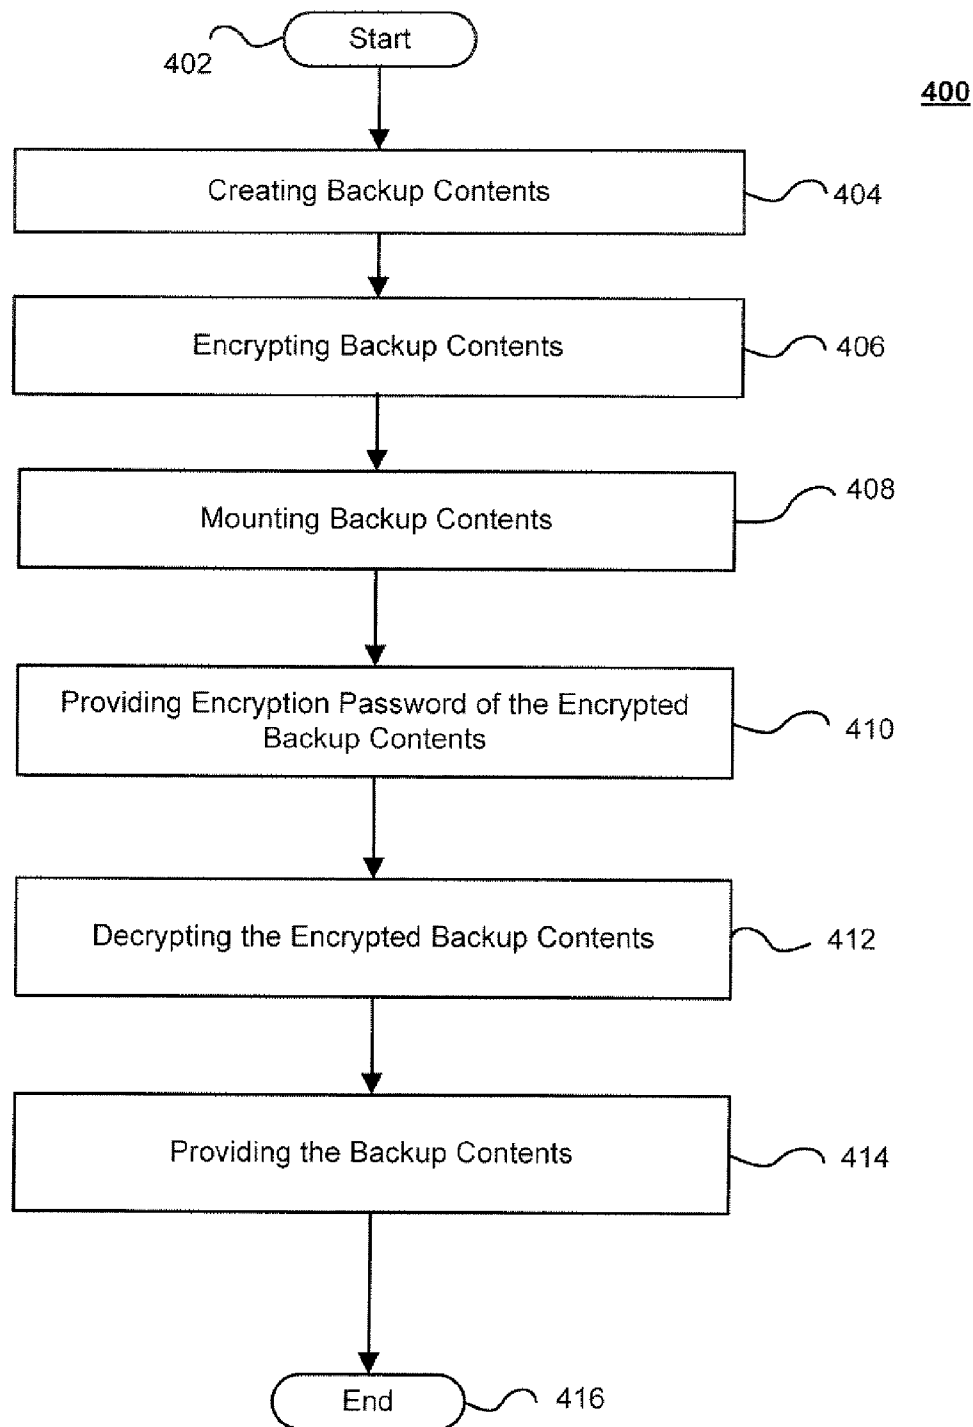 Start
402
400
Creating Backup Contents
404
Encrypting Backup Contents
406
Mounting Backup Contents
408
Providing Encryption Password of the Encrypted
Backup Contents
410
Decrypting the Encrypted Backup Contents
412
Providing the Backup Contents
414
End
416